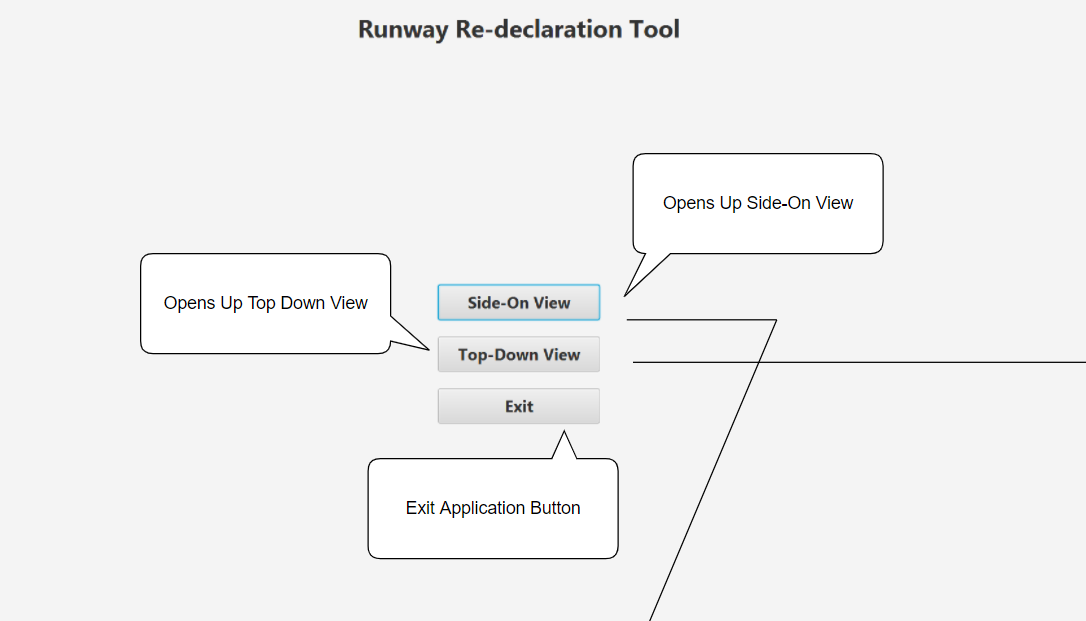 Runway Re-declaration Tool
Opens Up Side-On View
Opens Up Top Down View
Side-On View
Top-Down View
Exit
Exit Application Button